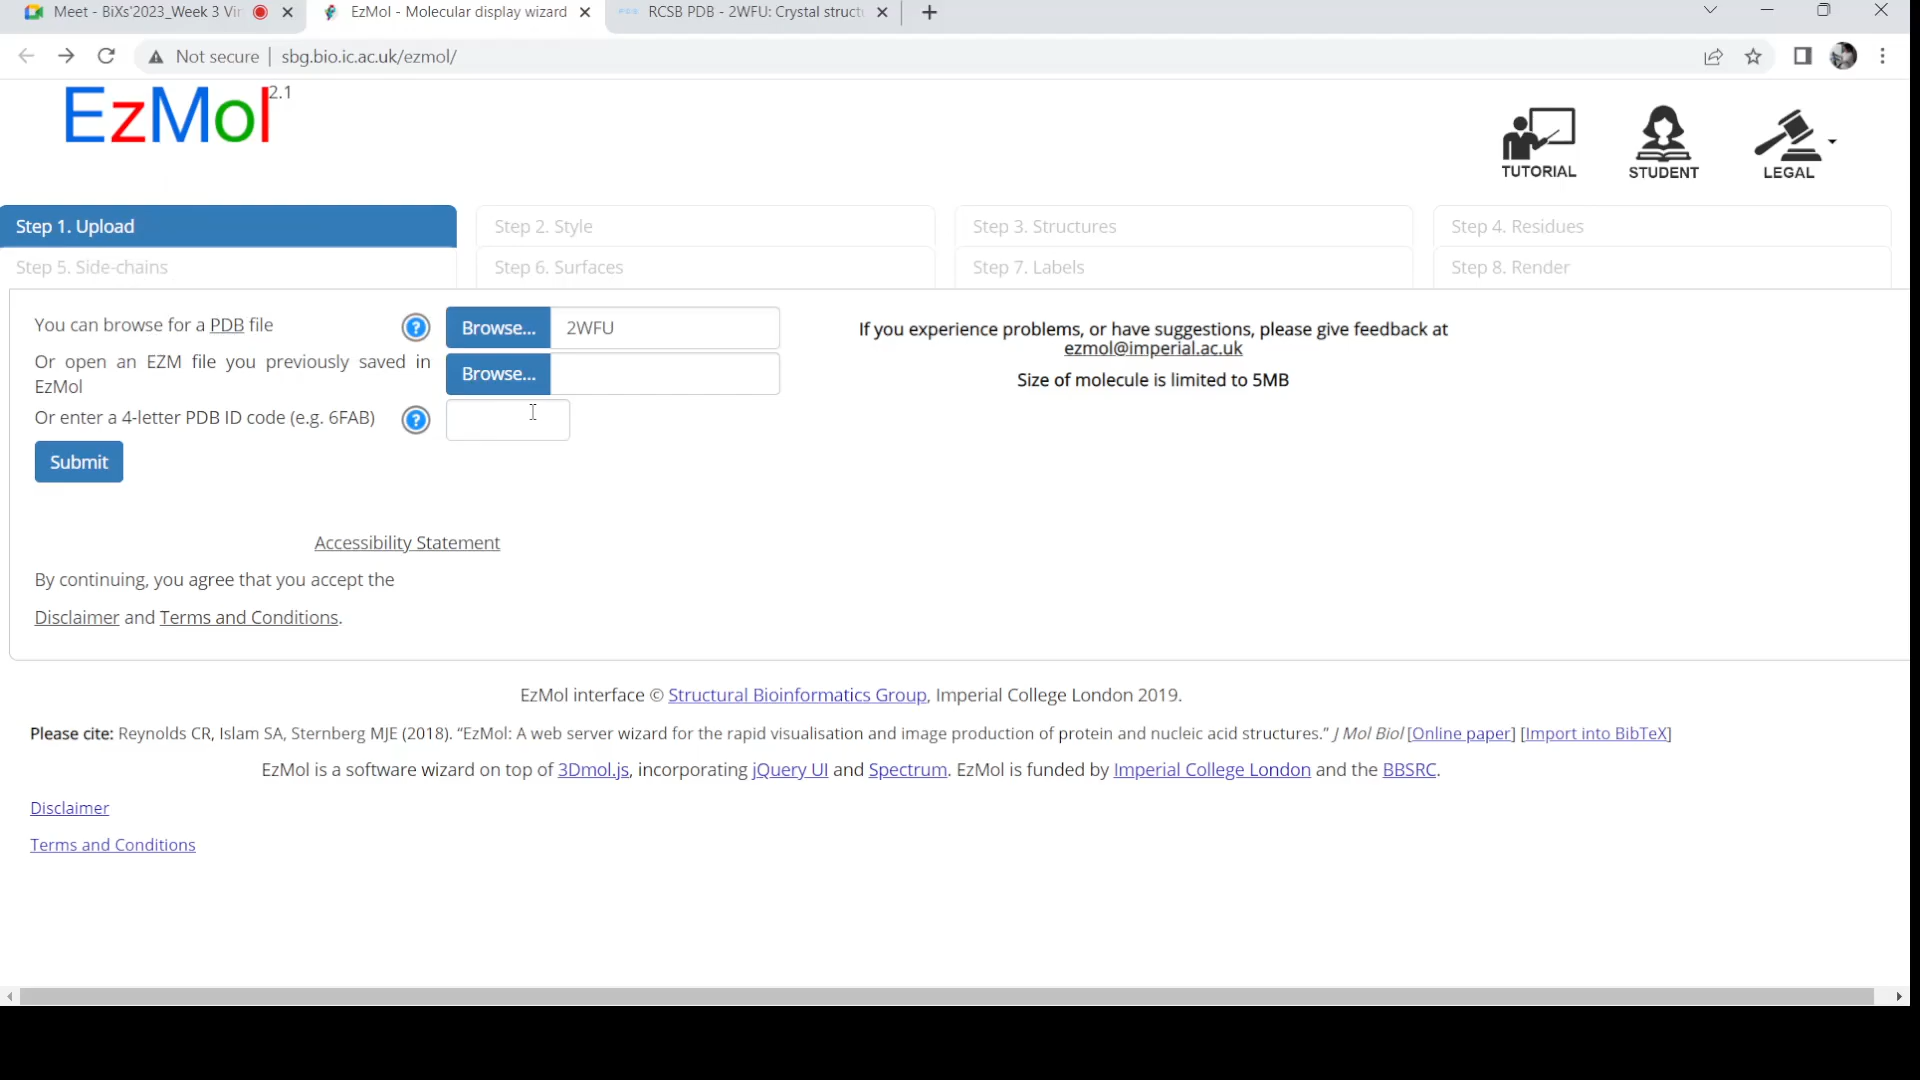 Meet - BiXs'2023_Week 3 Vir
EzMol - Molecular display wizard
RCSB PDB - 2WFU: Crystal structu
Not secure | sbg.bio.ic.ac.uk/ezmol/
EzMol 2.1
TUTORIAL
STUDENT
LEGAL
Step 1. Upload
Step 2. Style
Step 3. Structures
Step 4. Residues
Step 5. Side-chains
Step 6. Surfaces
Step 7. Labels
Step 8. Render
You can browse for a PDB file
?
Browse...
2WFU
If you experience problems, or have suggestions, please give feedback at
ezmol@imperial.ac.uk
Size of molecule is limited to 5MB
Or open an EZM file you previously saved in
EzMol
Browse...
Or enter a 4-letter PDB ID code (e.g. 6FAB)
?
Submit
Accessibility Statement
By continuing, you agree that you accept the
Disclaimer and Terms and Conditions.
EzMol interface © Structural Bioinformatics Group, Imperial College London 2019.
Please cite: Reynolds CR, Islam SA, Sternberg MJE (2018). “EzMol: A web server wizard for the rapid visualisation and image production of protein and nucleic acid structures.” J Mol Biol [Online paper] [Import into BibTeX]
EzMol is a software wizard on top of 3Dmol.js, incorporating jQuery UI and Spectrum. EzMol is funded by Imperial College London and the BBSRC.
Disclaimer
Terms and Conditions